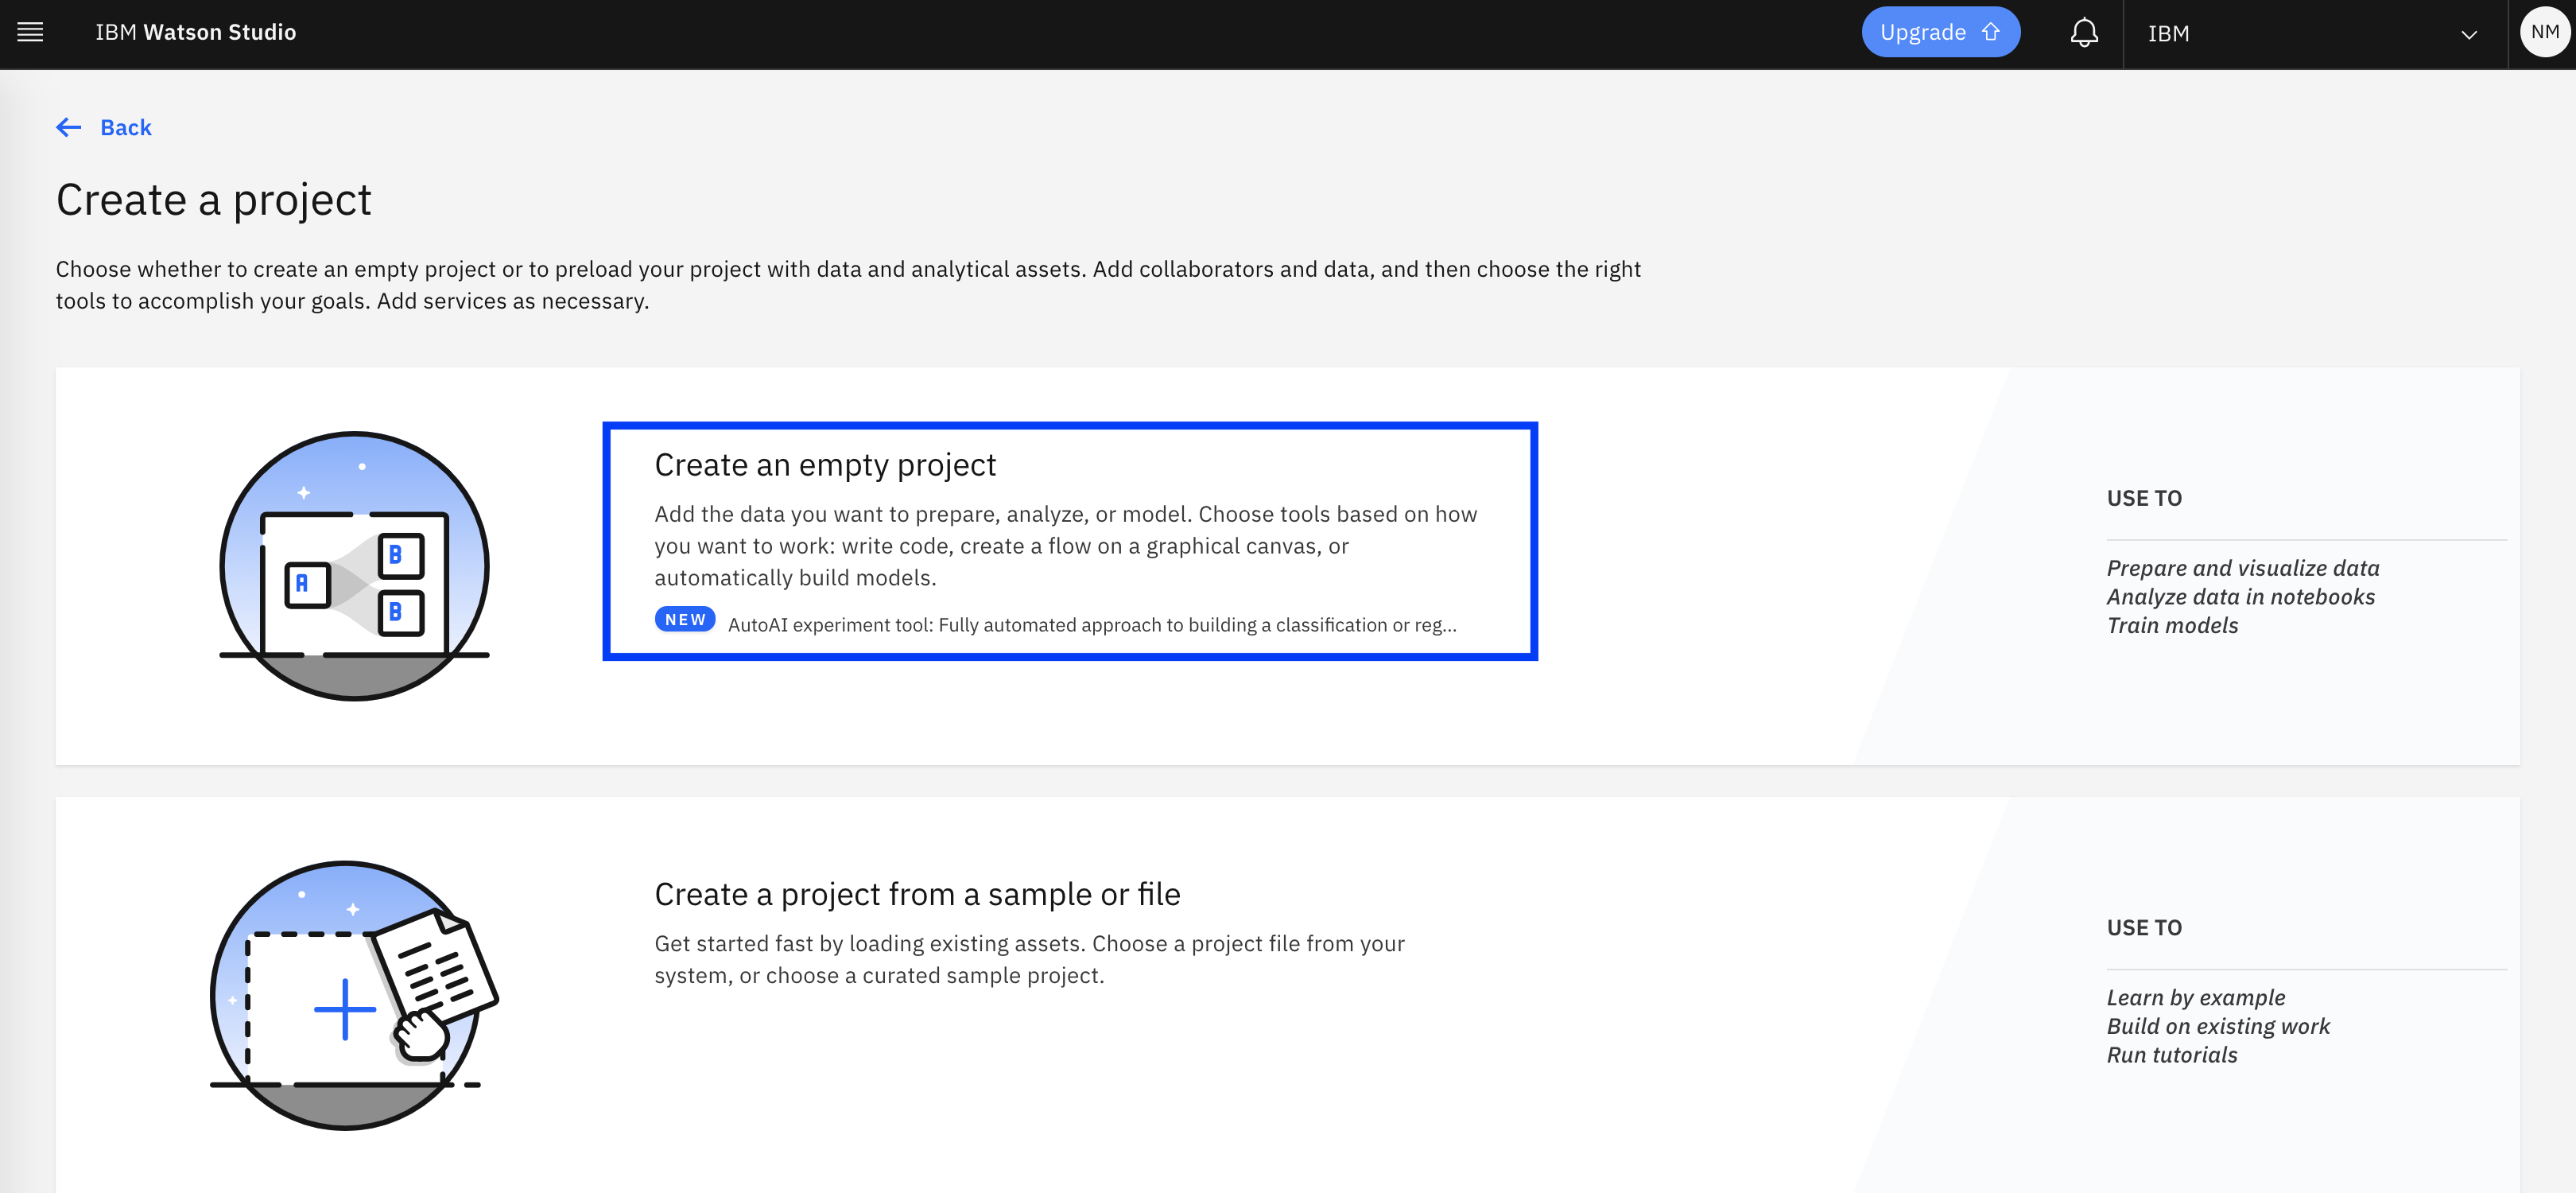 IBM Watson Studio
Upgrade
IBM
NM
Back
Create a project
Choose whether to create an empty project or to preload your project with data and analytical assets. Add collaborators and data, and then choose the right
tools to accomplish your goals. Add services as necessary.
A
B
B
Create an empty project
Add the data you want to prepare, analyze, or model. Choose tools based on how
you want to work: write code, create a flow on a graphical canvas, or
automatically build models.
NEW AutoAI experiment tool: Fully automated approach to building a classification or reg...
USE TO
Prepare and visualize data
Analyze data in notebooks
Train models
Create a project from a sample or file
Get started fast by loading existing assets. Choose a project file from your
system, or choose a curated sample project.
USE TO
Learn by example
Build on existing work
Run tutorials